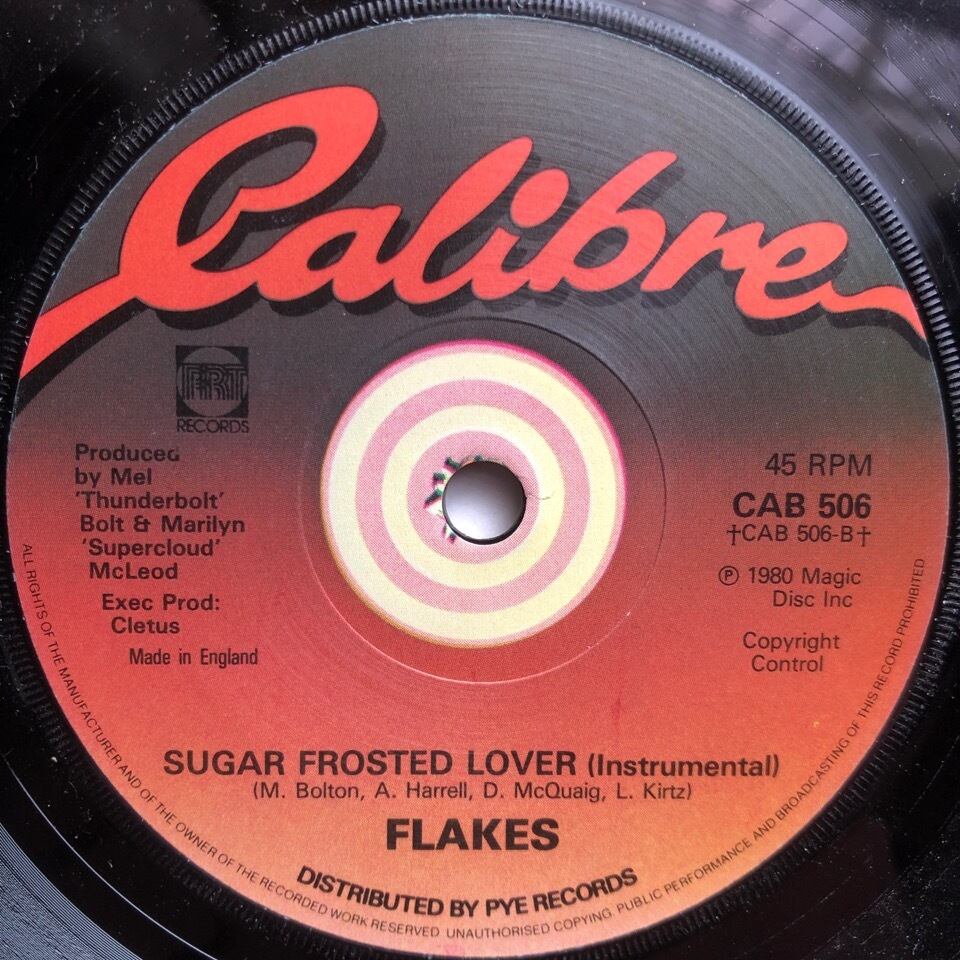 Calibre
RECORDS
Produced
by Mel
'Thunderbolt'
Bolt & Marilyn
'Supercloud'
McLeod
Exec Prod:
Cletus
Made in England
45 RPM
CAB 506
†CAB 506-B†
℗ 1980 Magic
Disc Inc
Copyright
Control
SUGAR FROSTED LOVER (Instrumental)
(M. Bolton, A. Harrell, D. McQuaig, L. Kirtz)
FLAKES
DISTRIBUTED BY PYE RECORDS
ALL RIGHTS OF THE MANUFACTURER AND OF THE OWNER OF THE RECORDED WORK RESERVED UNAUTHORISED COPYING. PUBLIC PERFORMANCE AND BROADCASTING OF THIS RECORD PROHIBITED